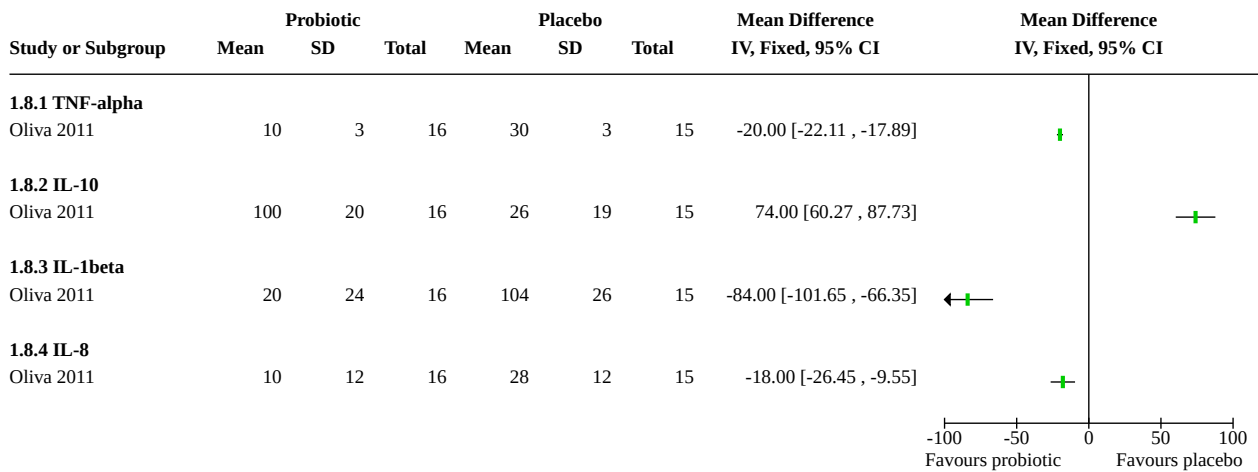 Probiotic Placebo Mean Difference Mean Difference
Study or Subgroup Mean SD Total Mean SD Total IV, Fixed, 95% CI IV, Fixed, 95% CI
1.8.1 TNF-alpha
Oliva 2011 10 3 16 30 3 15 -20.00 [-22.11 , -17.89]
1.8.2 IL-10
Oliva 2011 100 20 16 26 19 15 74.00 [60.27 , 87.73]
1.8.3 IL-1beta
Oliva 2011 20 24 16 104 26 15 -84.00 [-101.65 , -66.35]
1.8.4 IL-8
Oliva 2011 10 12 16 28 12 15 -18.00 [-26.45 , -9.55]
-100 -50 0 50 100
Favours probiotic Favours placebo